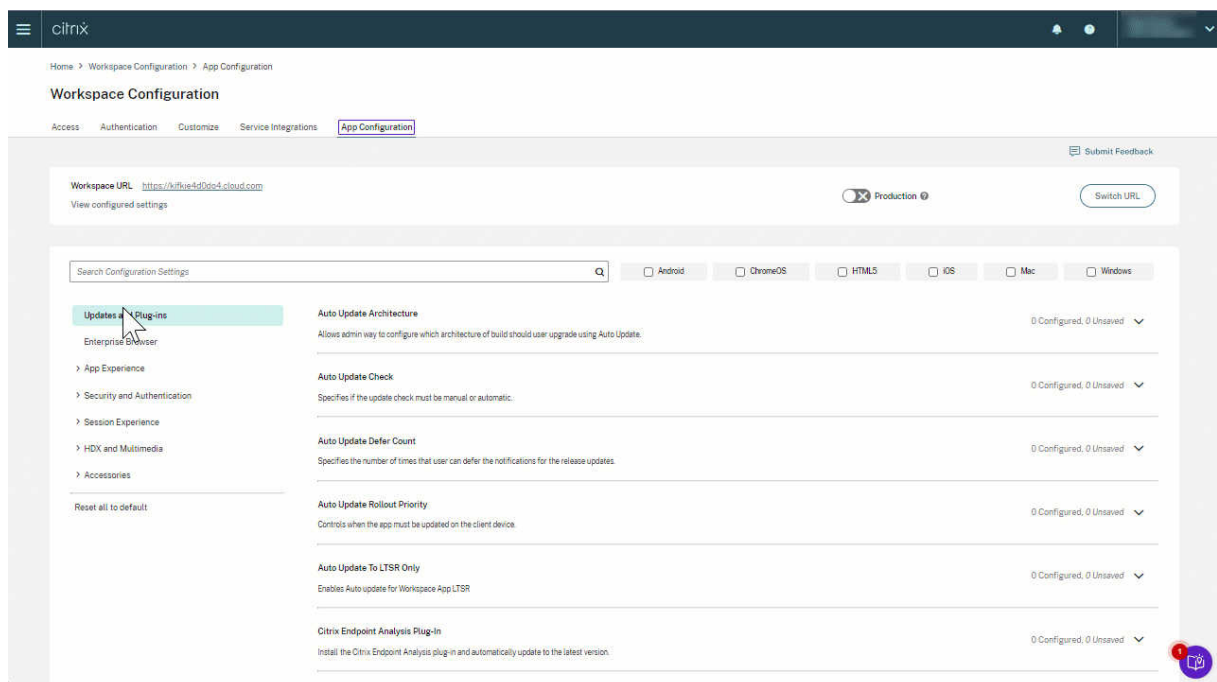 citrix
Home > Workspace Configuration > App Configuration
Workspace Configuration
Access Authentication Customize Service Integrations App Configuration
Submit Feedback
Workspace URL https://kifkie4d0do4.cloud.com
View configured settings
Production
Switch URL
Search Configuration Settings
Android ChromeOS HTML5 iOS Mac Windows
Updates a Plug-ins
Enterprise Browser
> App Experience
> Security and Authentication
> Session Experience
> HDX and Multimedia
> Accessories
Reset all to default
Auto Update Architecture
0 Configured, 0 Unsaved
Allows admin way to configure which architecture of build should user upgrade using Auto Update.
Auto Update Check
0 Configured, 0 Unsaved
Specifies if the update check must be manual or automatic.
Auto Update Defer Count
0 Configured, 0 Unsaved
Specifies the number of times that user can defer the notifications for the release updates.
Auto Update Rollout Priority
0 Configured, 0 Unsaved
Controls when the app must be updated on the client device.
Auto Update To LTSR Only
0 Configured, 0 Unsaved
Enables Auto update for Workspace App LTSR
Citrix Endpoint Analysis Plug-In
0 Configured, 0 Unsaved
Install the Citrix Endpoint Analysis plug-in and automatically update to the latest version.
1